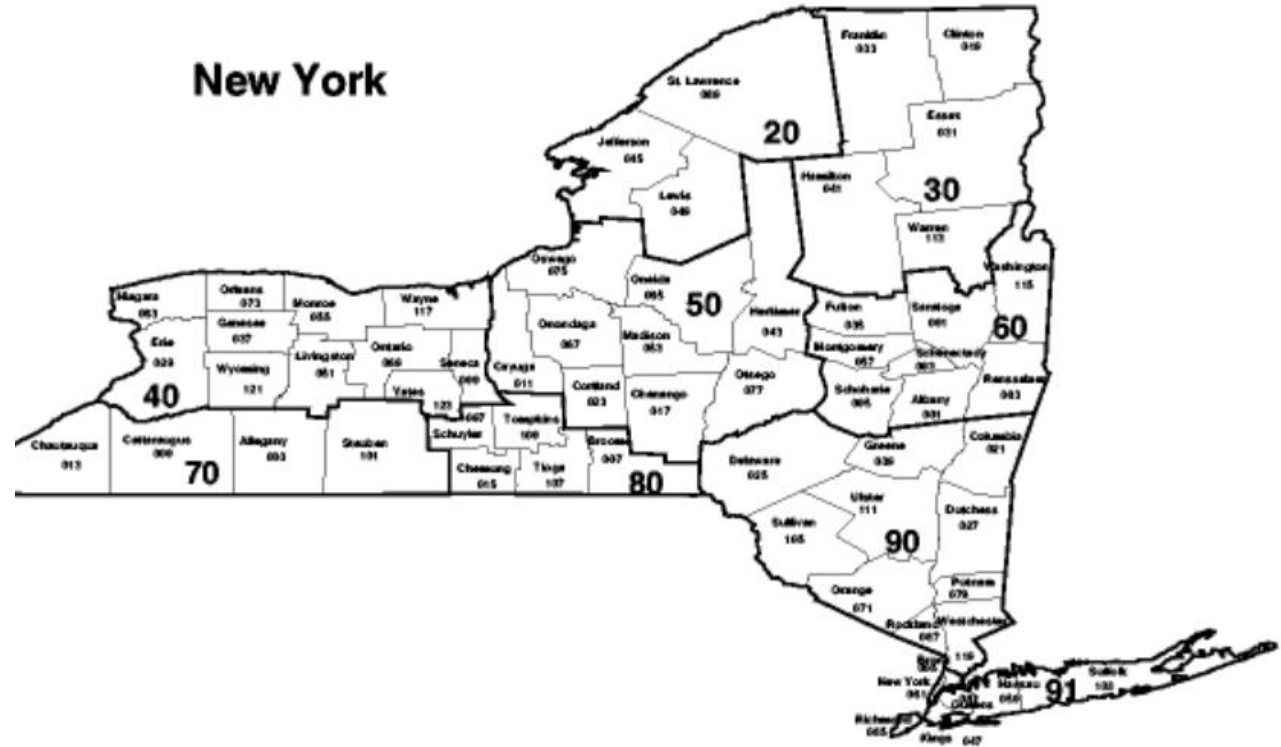 New York
Franklin
033
Clinton
019
St. Lawrence
089
20
Essex
031
Jefferson
045
Hamilton
041
30
Lewis
049
Warren
113
Washington
115
Oswego
075
Oneida
065
50
Herkimer
043
Fulton
035
Saratoga
091
60
Niagara
063
Orleans
073
Monroe
055
Wayne
117
Genesee
037
Onondaga
067
Madison
053
Montgomery
057
Schenectady
093
Erie
029
Wyoming
121
Livingston
051
Ontario
069
Seneca
099
Cayuga
011
Otsego
077
Schoharie
095
Albany
001
Rensselaer
083
40
Yates
123
Cortland
023
Chenango
017
097
Schuyler
Tompkins
109
Broome
007
Greene
039
Columbia
021
Chautauqua
013
Cattaraugus
009
Allegany
003
Steuben
101
70
Chemung
015
Tioga
107
80
Delaware
025
Ulster
111
Dutchess
027
Sullivan
105
90
Putnam
079
Orange
071
Rockland
087
Westchester
119
New York
061
Nassau
059
91
Suffolk
103
Queens
Richmond
085
Kings
047